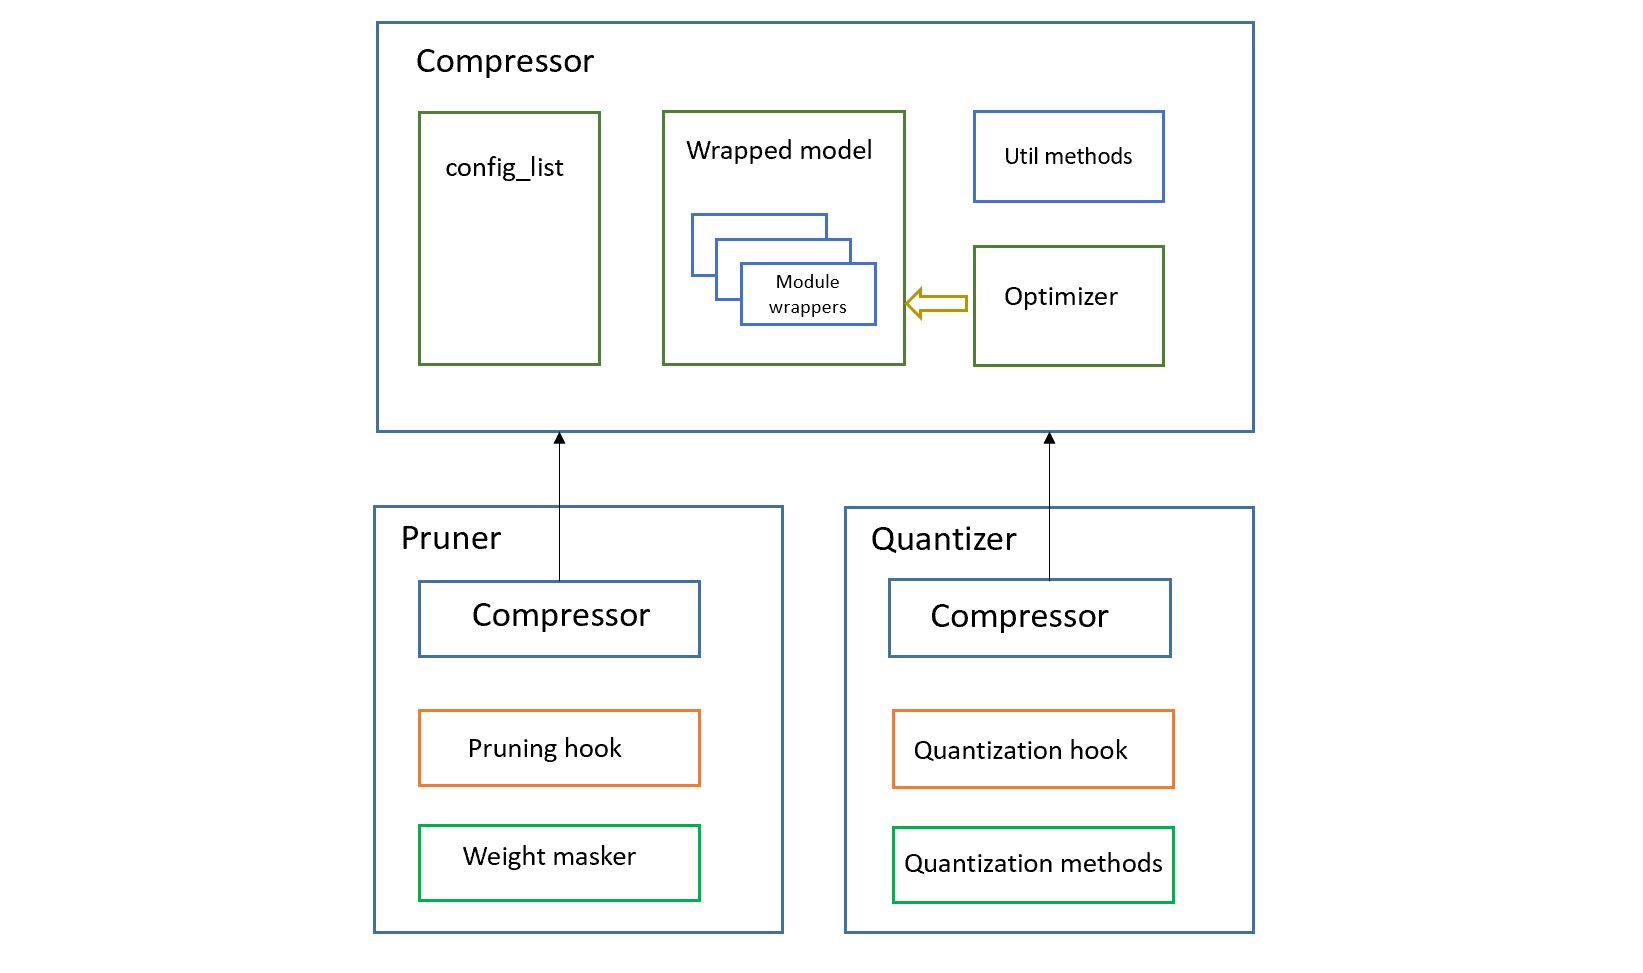 Compressor
config_list
Wrapped model
Module
wrappers
Util methods
Optimizer
Pruner
Compressor
Pruning hook
Weight masker
Quantizer
Compressor
Quantization hook
Quantization methods